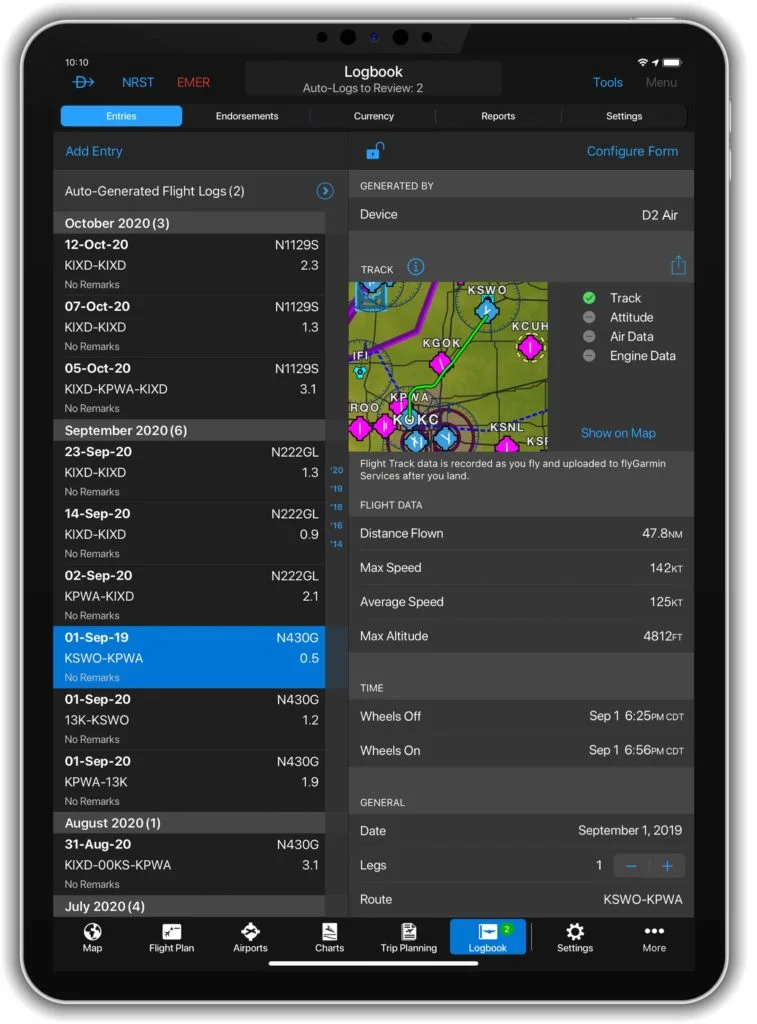 10:10
NRST
EMER
Logbook
Auto-Logs to Review: 2
Tools
Menu
Entries
Endorsements
Currency
Reports
Settings
Add Entry
Configure Form
Auto-Generated Flight Logs (2)
October 2020 (3)
12-Oct-20 N1129S
KIXD-KIXD 2.3
No Remarks
07-Oct-20 N1129S
KIXD-KIXD 1.3
No Remarks
05-Oct-20 N1129S
KIXD-KPWA-KIXD 3.1
No Remarks
September 2020 (6)
23-Sep-20 N222GL
KIXD-KIXD 1.3
No Remarks
14-Sep-20 N222GL
KIXD-KIXD 0.9
No Remarks
02-Sep-20 N222GL
KPWA-KIXD 2.1
No Remarks
01-Sep-19 N430G
KSWO-KPWA 0.5
No Remarks
01-Sep-20 N430G
13K-KSWO 1.2
No Remarks
01-Sep-20 N430G
KPWA-13K 1.9
No Remarks
August 2020 (1)
31-Aug-20 N430G
KIXD-00KS-KPWA 3.1
No Remarks
July 2020 (4)
'20
'19
'18
'16
'14
GENERATED BY
Device D2 Air
TRACK
KSWO
KCUH
KGOK
IFI
KPWA
RQO
KOKC
KSNL
KSF
Track
Attitude
Air Data
Engine Data
Show on Map
Flight Track data is recorded as you fly and uploaded to flyGarmin
Services after you land.
FLIGHT DATA
Distance Flown 47.8NM
Max Speed 142KT
Average Speed 125KT
Max Altitude 4812FT
TIME
Wheels Off Sep 1 6:25PM CDT
Wheels On Sep 1 6:56PM CDT
GENERAL
Date September 1, 2019
Legs 1 − +
Route KSWO-KPWA
Map
Flight Plan
Airports
Charts
Trip Planning
Logbook
2
Settings
More